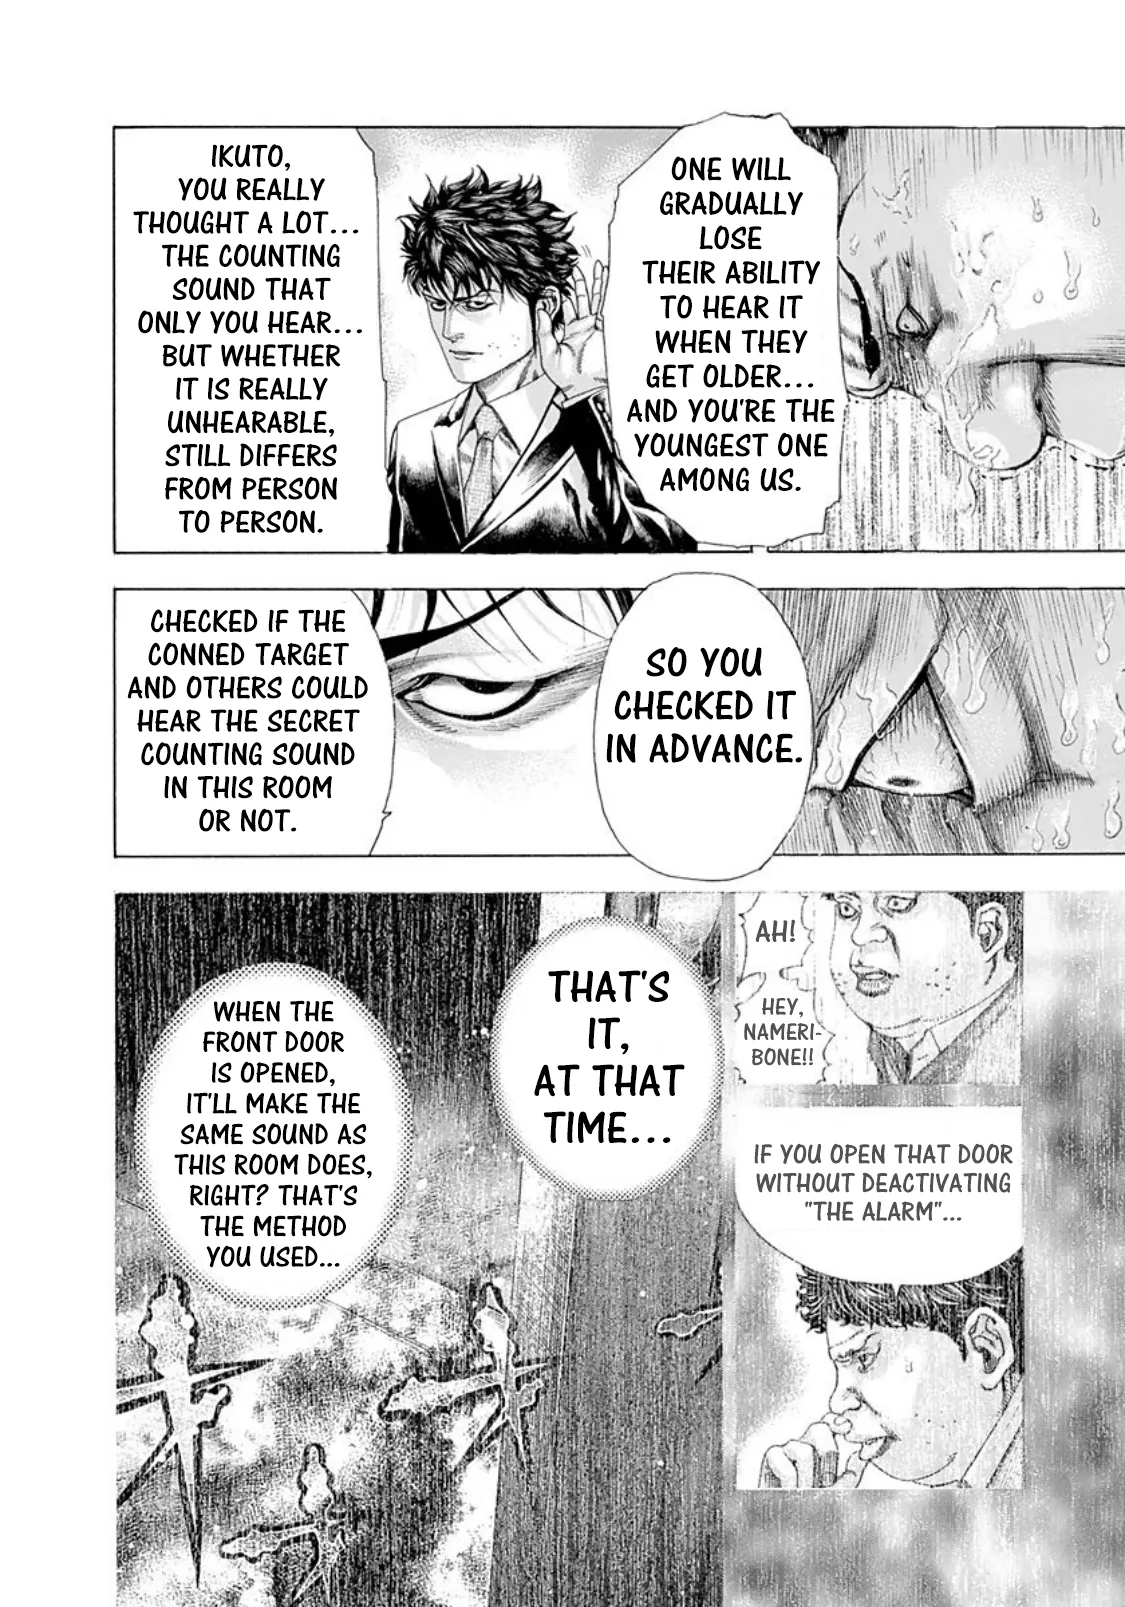 ONE WILL
GRADUALLY
LOSE
THEIR ABILITY
TO HEAR IT
WHEN THEY
GET OLDER...
AND YOU'RE THE
YOUNGEST ONE
AMONG US.
IKUTO,
YOU REALLY
THOUGHT A LOT...
THE COUNTING
SOUND THAT
ONLY YOU HEAR...
BUT WHETHER
IT IS REALLY
UNHEARABLE,
STILL DIFFERS
FROM PERSON
TO PERSON.
SO YOU
CHECKED IT
IN ADVANCE.
CHECKED IF THE
CONNED TARGET
AND OTHERS COULD
HEAR THE SECRET
COUNTING SOUND
IN THIS ROOM
OR NOT.
AH!
HEY,
NAMERI-
BONE!!
IF YOU OPEN THAT DOOR
WITHOUT DEACTIVATING
"THE ALARM"...
THAT'S
IT,
AT THAT
TIME...
WHEN THE
FRONT DOOR
IS OPENED,
IT'LL MAKE THE
SAME SOUND AS
THIS ROOM DOES,
RIGHT? THAT'S
THE METHOD
YOU USED...